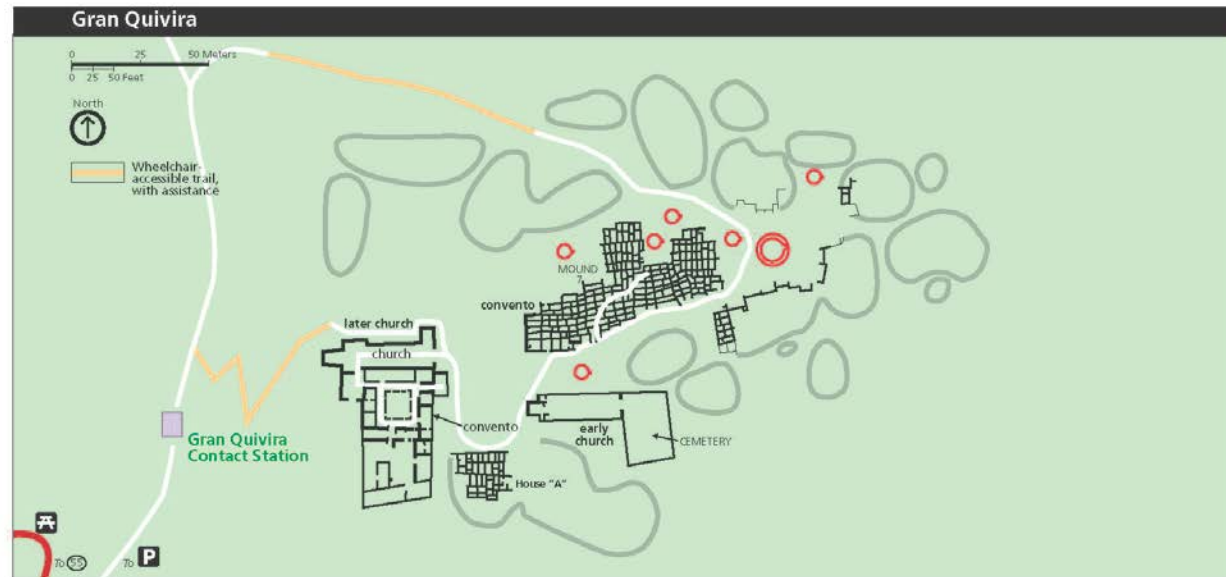 Gran Quivira
0 25 50 Meters
0 25 50 Feet
North
Wheelchair-
accessible trail,
with assistance
MOUND
7
convento
later church
church
convento
early
church
CEMETERY
Gran Quivira
Contact Station
House "A"
To 55
To P